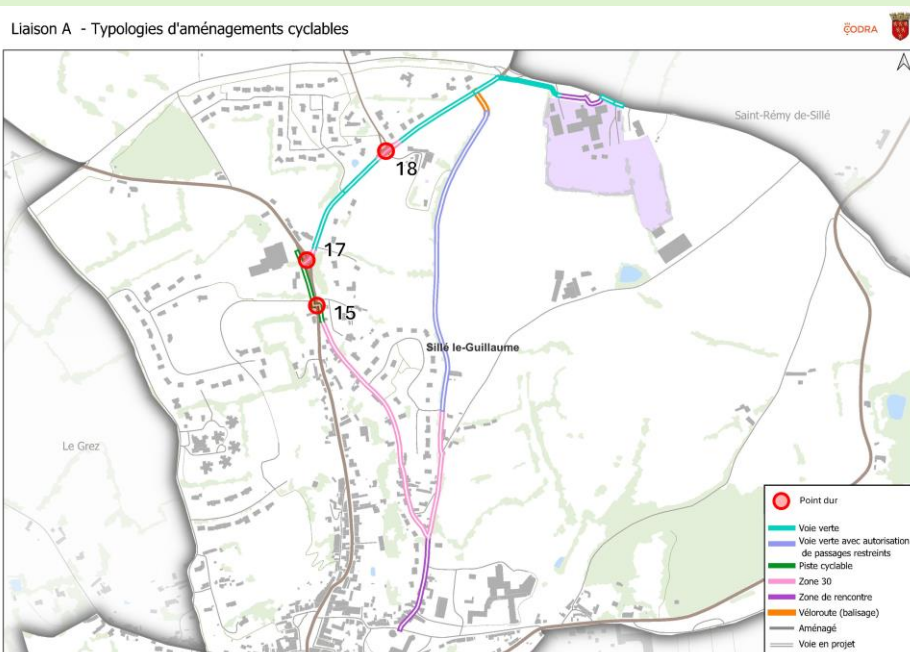 Liaison A - Typologies d'aménagements cyclables
CODRA
Saint-Rémy de-Sillé
18
17
15
Sillé le-Guillaume
Le Grez
Point dur
Voie verte
Voie verte avec autorisation
de passages restreints
Piste cyclable
Zone 30
Zone de rencontre
Véloroute (balisage)
Aménagé
Voie en projet